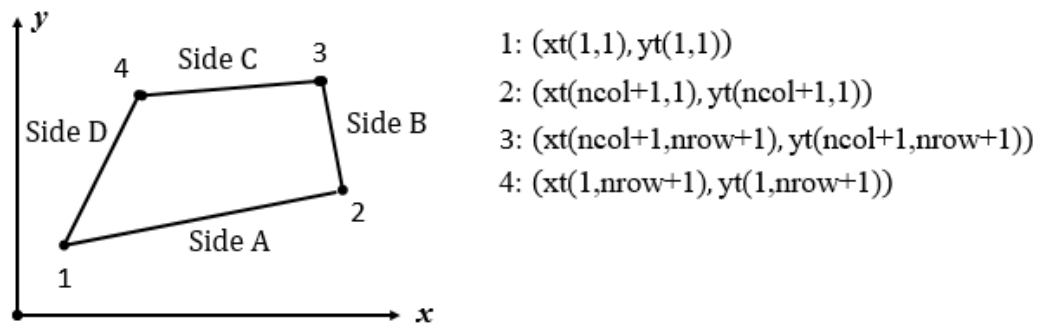 y
4
Side C
3
Side D
Side B
2
Side A
1
x
1: (xt(1,1), yt(1,1))
2: (xt(ncol+1,1), yt(ncol+1,1))
3: (xt(ncol+1,nrow+1), yt(ncol+1,nrow+1))
4: (xt(1,nrow+1), yt(1,nrow+1))